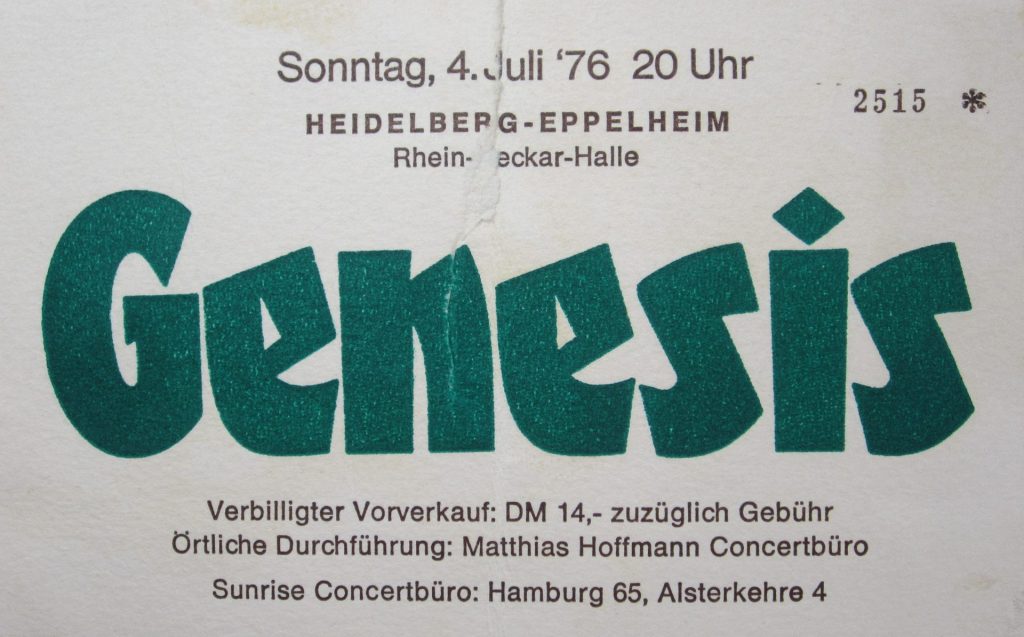 Sonntag, 4. Juli '76 20 Uhr
2515 *
HEIDELBERG-EPPELHEIM
Rhein-Neckar-Halle
Genesis
Verbilligter Vorverkauf: DM 14,- zuzüglich Gebühr
Örtliche Durchführung: Matthias Hoffmann Concertbüro
Sunrise Concertbüro: Hamburg 65, Alsterkehre 4